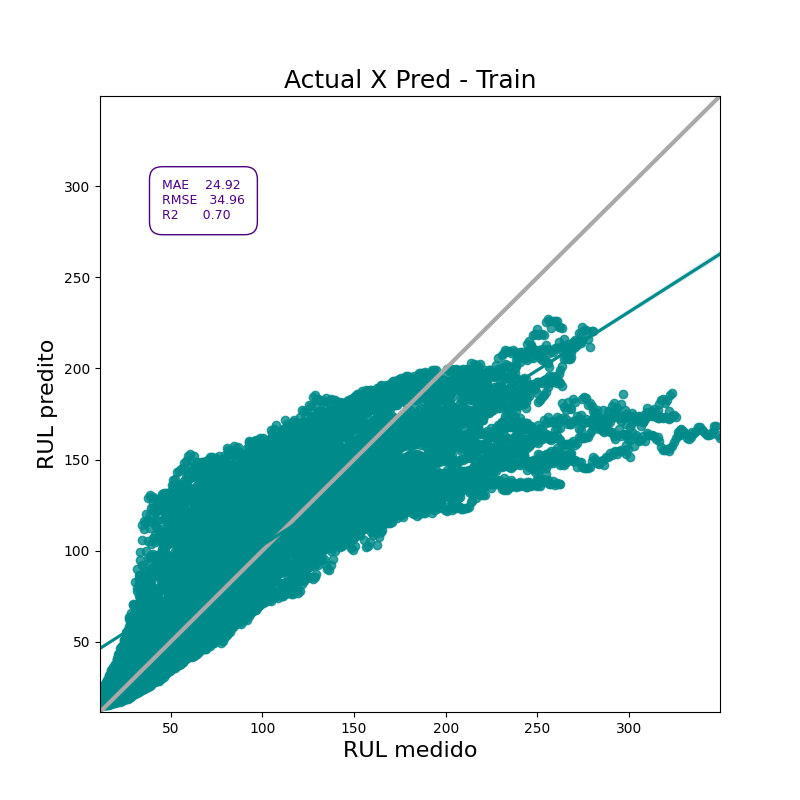 Actual X Pred - Train
MAE 24.92
RMSE 34.96
R2 0.70
RUL predito
300
250
200
150
100
50
50 100 150 200 250 300
RUL medido